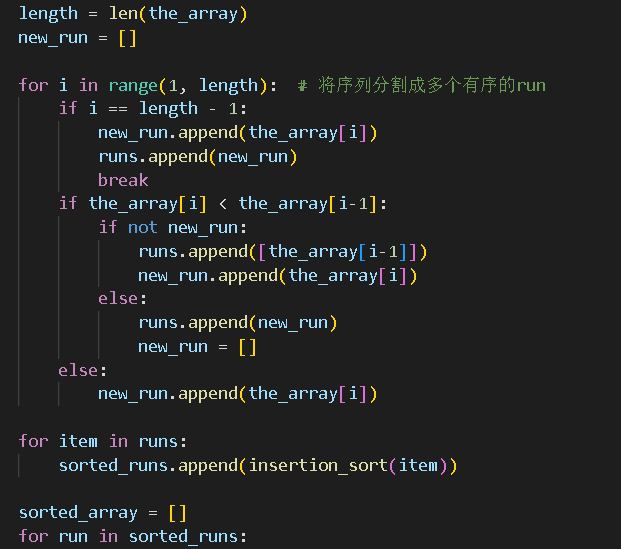 length = len(the_array)
new_run = []
for i in range(1, length):  # 将序列分割成多个有序的run
    if i == length - 1:
        new_run.append(the_array[i])
        runs.append(new_run)
        break
    if the_array[i] < the_array[i-1]:
        if not new_run:
            runs.append([the_array[i-1]])
            new_run.append(the_array[i])
        else:
            runs.append(new_run)
            new_run = []
    else:
        new_run.append(the_array[i])
for item in runs:
    sorted_runs.append(insertion_sort(item))
sorted_array = []
for run in sorted_runs: